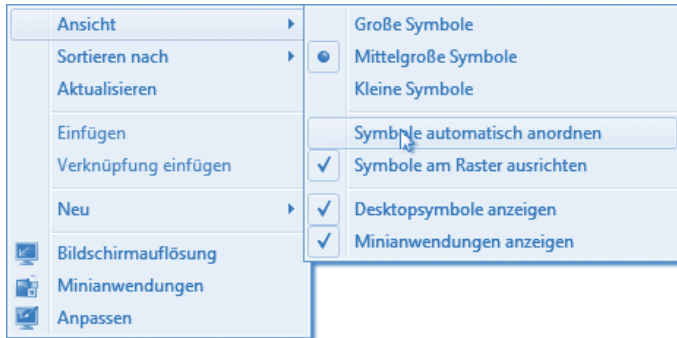 Ansicht
Sortieren nach
Aktualisieren
Einfügen
Verknüpfung einfügen
Neu
Bildschirmauflösung
Minianwendungen
Anpassen
Große Symbole
Mittelgroße Symbole
Kleine Symbole
Symbole automatisch anordnen
Symbole am Raster ausrichten
Desktopsymbole anzeigen
Minianwendungen anzeigen